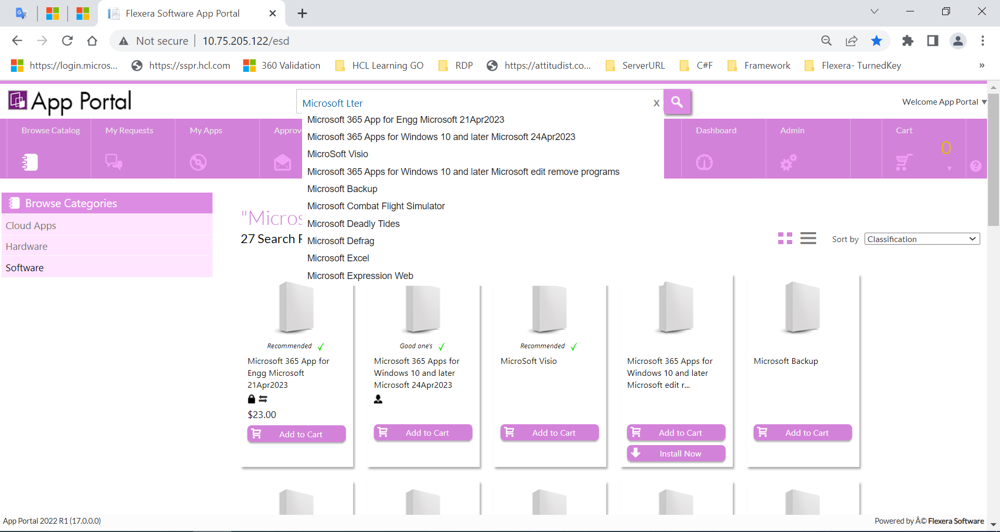 Flexera Software App Portal
Not secure
10.75.205.122/esd
https://login.micros...
https://sspr.hcl.com
360 Validation
HCL Learning GO
RDP
https://attitudist.co...
ServerURL
C#F
Framework
Flexera- TurnedKey
»
App Portal
Microsoft Lter
X
Welcome App Portal
Browse Catalog
My Requests
My Apps
Approv
Dashboard
Admin
Cart
0
?
Microsoft 365 App for Engg Microsoft 21Apr2023
Microsoft 365 Apps for Windows 10 and later Microsoft 24Apr2023
MicroSoft Visio
Microsoft 365 Apps for Windows 10 and later Microsoft edit remove programs
Microsoft Backup
Microsoft Combat Flight Simulator
Microsoft Deadly Tides
Microsoft Defrag
Microsoft Excel
Microsoft Expression Web
Browse Categories
Cloud Apps
Hardware
Software
"Micros
27 Search
Sort by
Classification
Recommended
Microsoft 365 App for
Engg Microsoft
21Apr2023
$23.00
Add to Cart
Good one's
Microsoft 365 Apps for
Windows 10 and later
Microsoft 24Apr2023
Add to Cart
Recommended
MicroSoft Visio
Add to Cart
Microsoft 365 Apps for
Windows 10 and later
Microsoft edit r...
Add to Cart
Install Now
Microsoft Backup
Add to Cart
App Portal 2022 R1 (17.0.0.0)
Powered by Â© Flexera Software